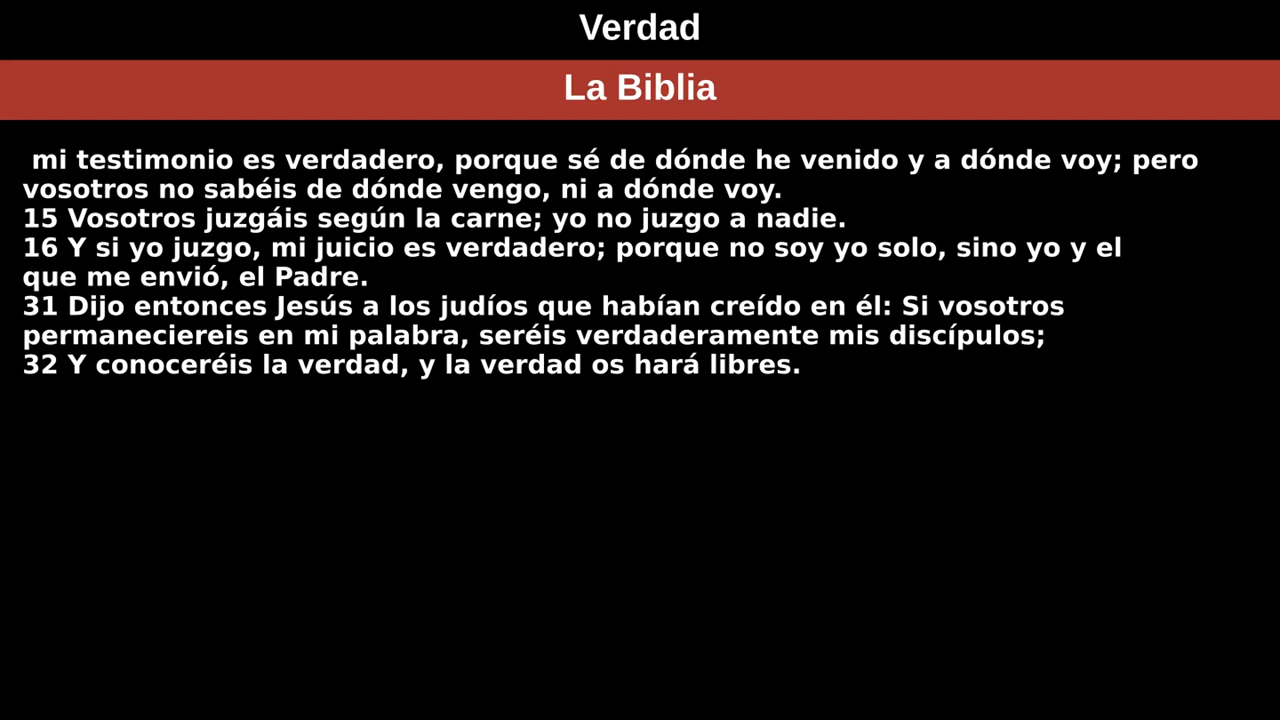 Verdad
La Biblia
mi testimonio es verdadero, porque sé de dónde he venido y a dónde voy; pero
vosotros no sabéis de dónde vengo, ni a dónde voy.
15 Vosotros juzgáis según la carne; yo no juzgo a nadie.
16 Y si yo juzgo, mi juicio es verdadero; porque no soy yo solo, sino yo y el
que me envió, el Padre.
31 Dijo entonces Jesús a los judíos que habían creído en él: Si vosotros
permaneciereis en mi palabra, seréis verdaderamente mis discípulos;
32 Y conoceréis la verdad, y la verdad os hará libres.